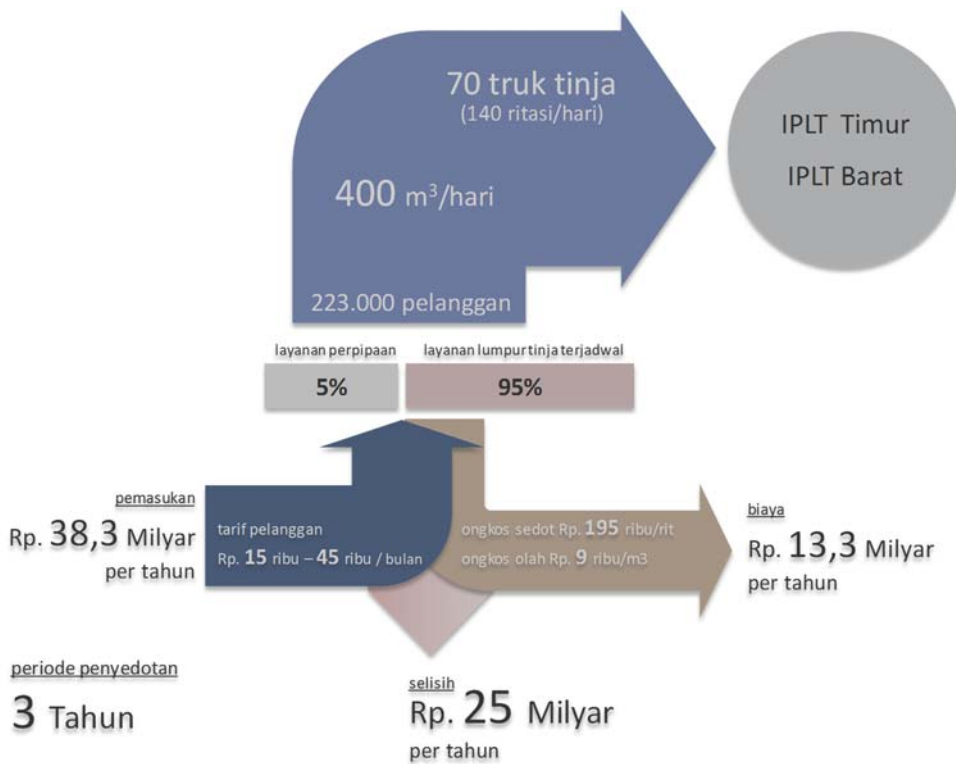 70 truk tinja
(140 ritasi/hari)
IPLT Timur
IPLT Barat
400 m³/hari
223.000 pelanggan
layanan perpipaan
layanan lumpur tinja terjadwal
5%
95%
pemasukan
Rp. 38,3 Milyar
per tahun
tarif pelanggan
Rp. 15 ribu – 45 ribu / bulan
ongkos sedot Rp. 195 ribu/rit
ongkos olah Rp. 9 ribu/m3
biaya
Rp. 13,3 Milyar
per tahun
periode penyedotan
3 Tahun
selisih
Rp. 25 Milyar
per tahun